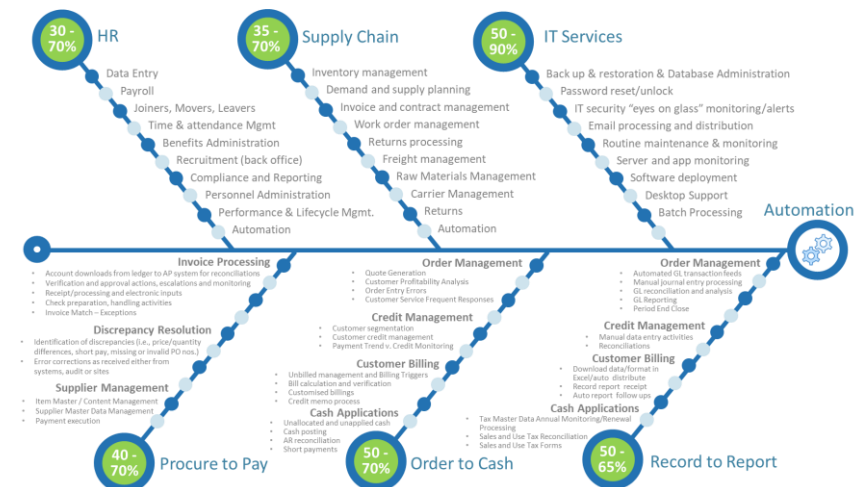 30 -
70%
HR
Data Entry
Payroll
Joiners, Movers, Leavers
Time & attendance Mgmt
Benefits Administration
Recruitment (back office)
Compliance and Reporting
Personnel Administration
Performance & Lifecycle Mgmt.
Automation
35 -
70%
Supply Chain
Inventory management
Demand and supply planning
Invoice and contract management
Work order management
Returns processing
Freight management
Raw Materials Management
Carrier Management
Returns
Automation
50 -
90%
IT Services
Back up & restoration & Database Administration
Password reset/unlock
IT security "eyes on glass" monitoring/alerts
Email processing and distribution
Routine maintenance & monitoring
Server and app monitoring
Software deployment
Desktop Support
Batch Processing
Automation
Invoice Processing
• Account downloads from ledger to AP system for reconciliations
• Verification and approval actions, escalations and monitoring
• Receipt/processing and electronic inputs
• Check preparation, handling activities
• Invoice Match – Exceptions
Discrepancy Resolution
• Identification of discrepancies (i.e., price/quantity
differences, short pay, missing or invalid PO nos.)
• Error corrections as received either from
systems, audit or sites
Supplier Management
• Item Master / Content Management
• Supplier Master Data Management
• Payment execution
40 -
70%
Procure to Pay
Order Management
• Quote Generation
• Customer Profitability Analysis
• Order Entry Errors
• Customer Service Frequent Responses
Credit Management
• Customer segmentation
• Customer credit management
• Payment Trend v. Credit Monitoring
Customer Billing
• Unbilled management and Billing Triggers
• Bill calculation and verification
• Customised billings
• Credit memo process
Cash Applications
• Unallocated and unapplied cash
• Cash posting
• AR reconciliation
• Short payments
50 -
70%
Order to Cash
Order Management
• Automated GL transaction feeds
• Manual journal entry processing
• GL reconciliation and analysis
• GL Reporting
• Period End Close
Credit Management
• Manual data entry activities
• Reconciliations
Customer Billing
• Download data/format in
Excel/auto distribute
• Record report receipt
• Auto report follow ups
Cash Applications
• Tax Master Data Annual Monitoring/Renewal
Processing
• Sales and Use Tax Reconciliation
• Sales and Use Tax Forms
50 -
65%
Record to Report